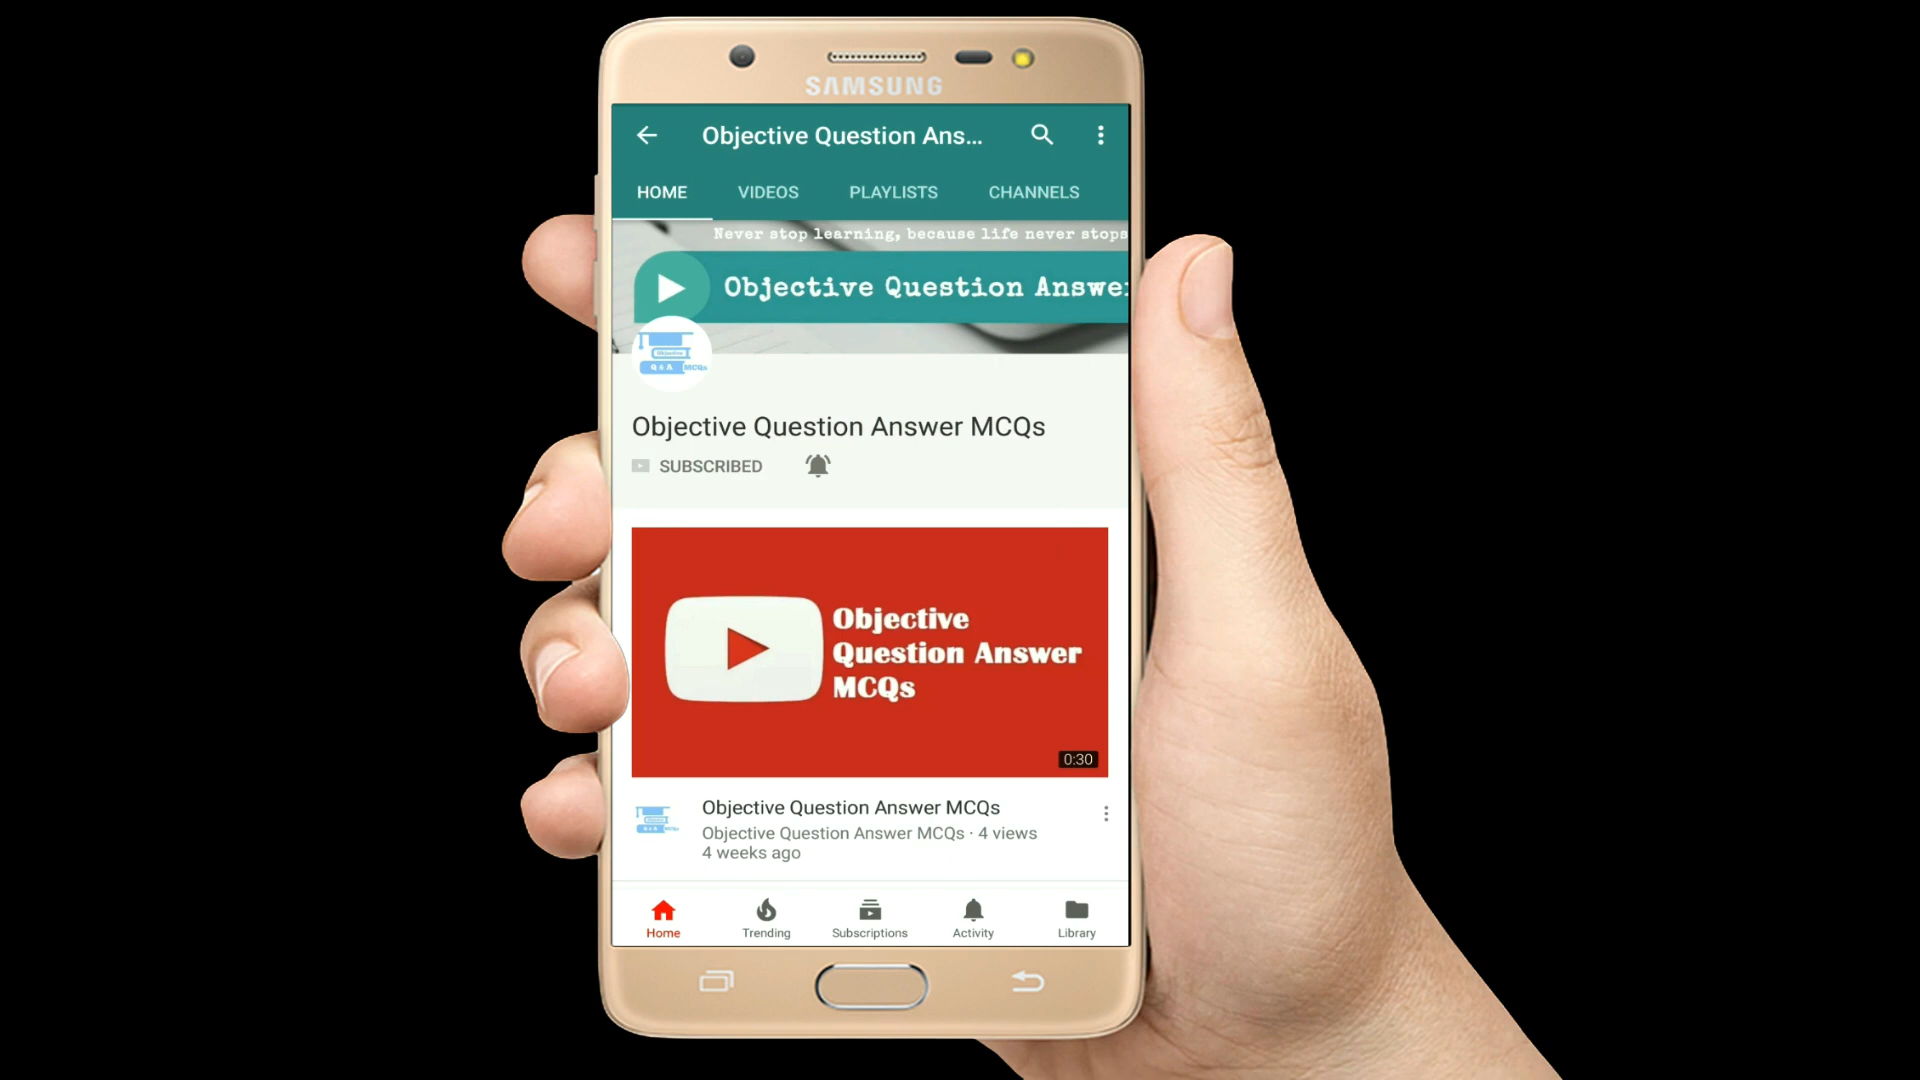 SAMSUNG
Objective Question Ans...
HOME VIDEOS PLAYLISTS CHANNELS
Never stop learning, because life never stops
Objective Question Answe
Objective
Q & A MCQs
Objective Question Answer MCQs
SUBSCRIBED
Objective
Question Answer
MCQs
0:30
Objective Question Answer MCQs
Objective Question Answer MCQs · 4 views
4 weeks ago
Home Trending Subscriptions Activity Library